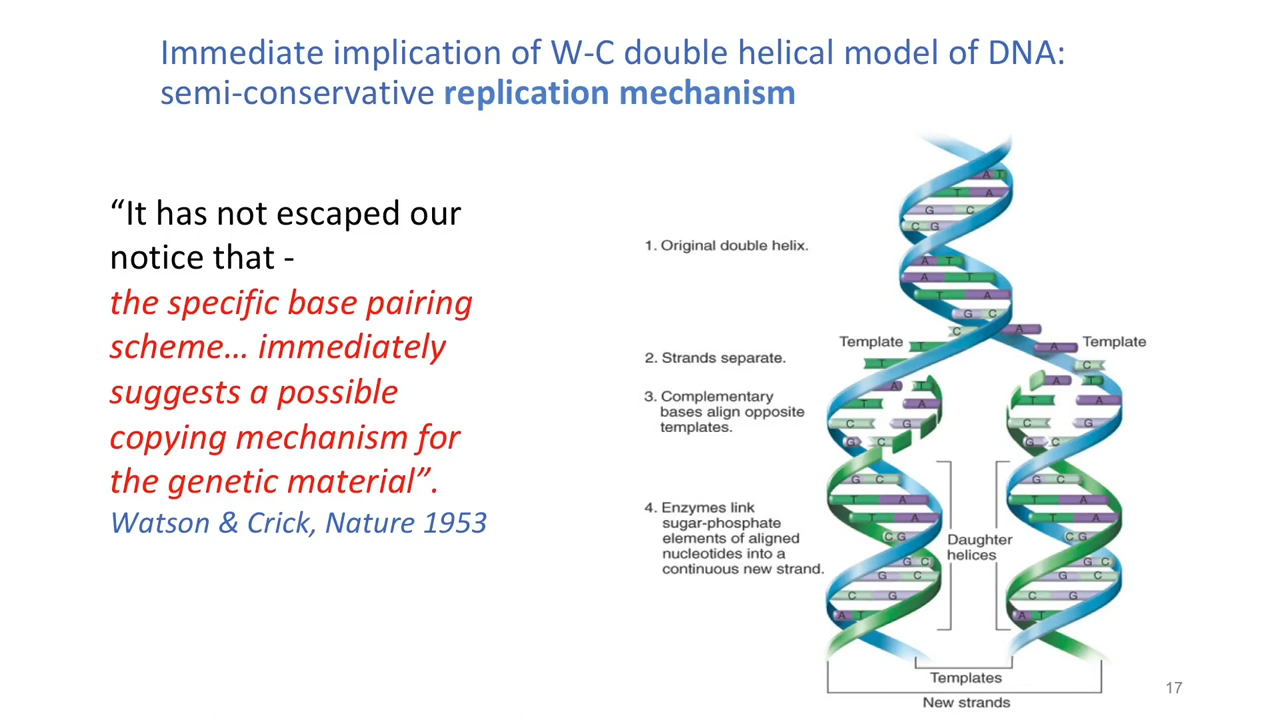 Immediate implication of W-C double helical model of DNA:
semi-conservative replication mechanism
“It has not escaped our
notice that -
the specific base pairing
scheme… immediately
suggests a possible
copying mechanism for
the genetic material”.
Watson & Crick, Nature 1953
1. Original double helix.
2. Strands separate.
3. Complementary
bases align opposite
templates.
4. Enzymes link
sugar-phosphate
elements of aligned
nucleotides into a
continuous new strand.
A T
T A
G C
C G
A T
A T
T A
G C
C A
Template T A Template
T C
A T A T
T A T A
C G C G
G C G C
G C G C
T A T A
T A T A
C G C G
Daughter
helices
G C G C
G C G C
C G C G
A T A T
Templates
New strands
17